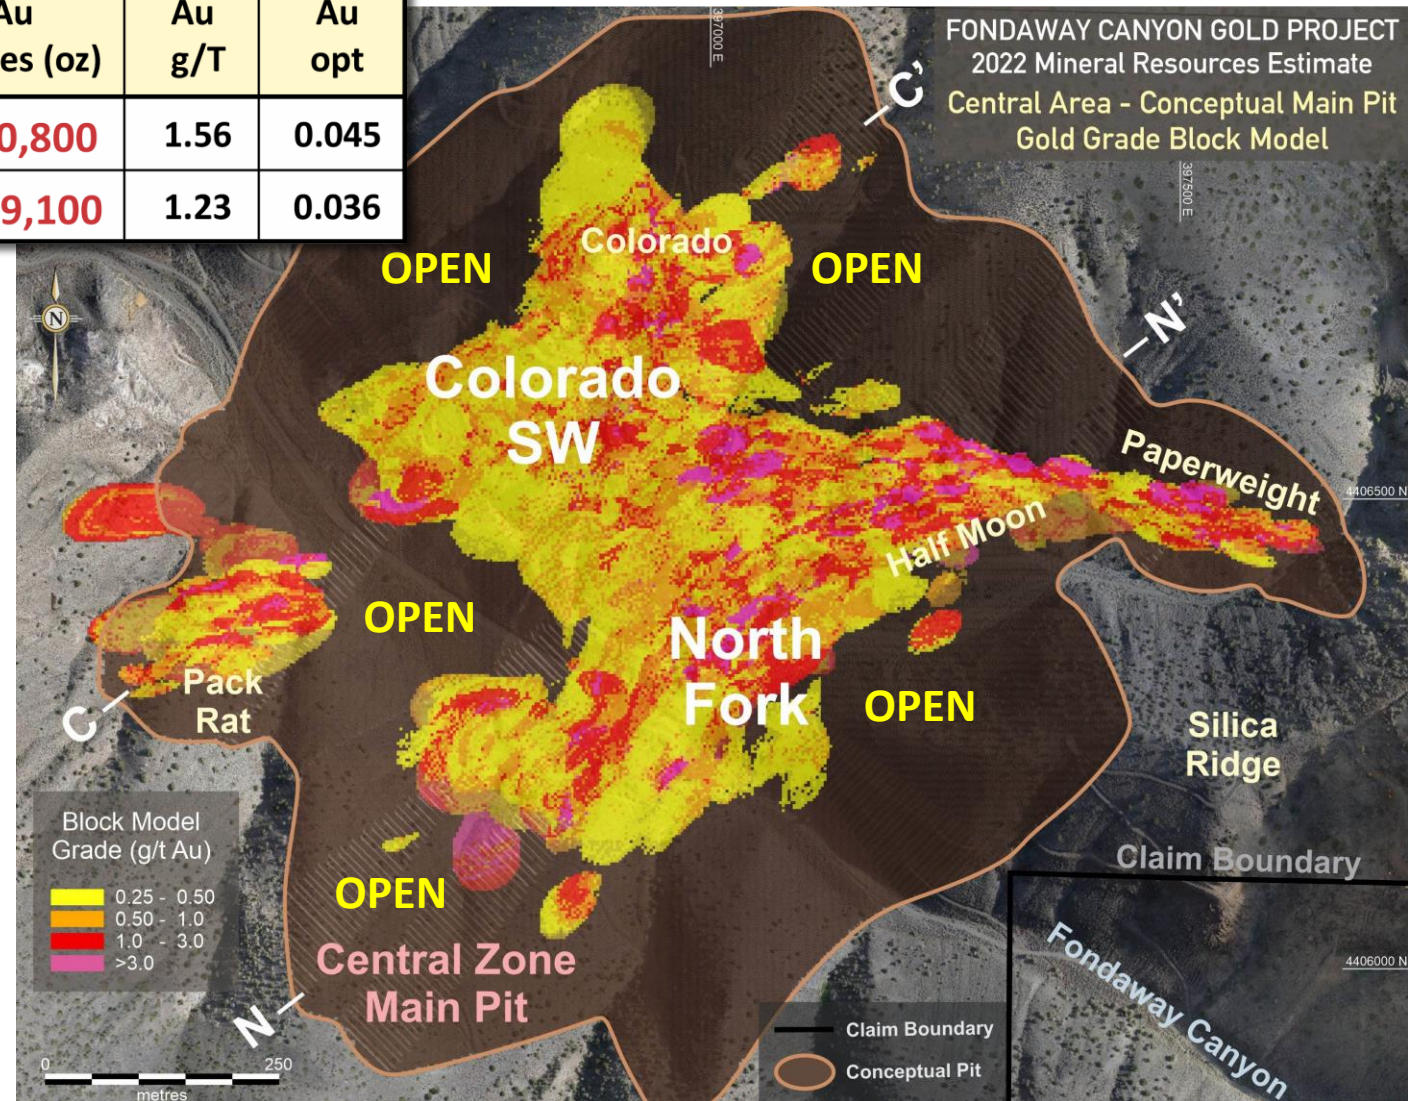 Au Au Au
es (oz) g/T opt
0,800 1.56 0.045
9,100 1.23 0.036
FONDAWAY CANYON GOLD PROJECT
2022 Mineral Resources Estimate
Central Area - Conceptual Main Pit
Gold Grade Block Model
397000 E
397500 E
C'
N'
N
Colorado
OPEN
OPEN
Colorado
SW
Paperweight
4406500 N
Half Moon
OPEN
North
Fork
Pack
Rat
C
OPEN
Silica
Ridge
Block Model
Grade (g/t Au)
0.25 - 0.50
0.50 - 1.0
1.0 - 3.0
>3.0
Claim Boundary
OPEN
Central Zone
Main Pit
Fondaway Canyon
4406000 N
N
0 250
metres
Claim Boundary
Conceptual Pit